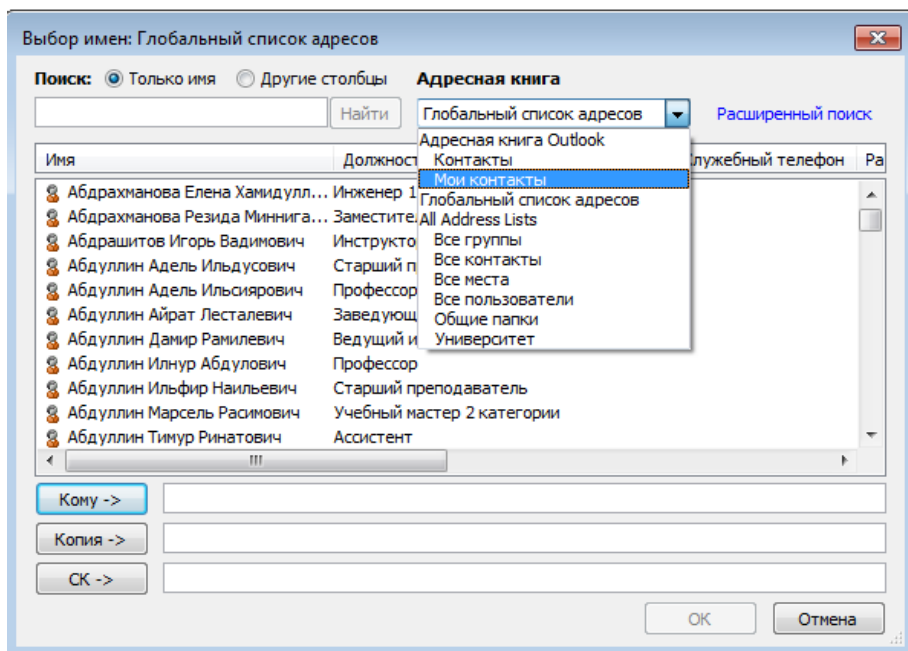 Выбор имен: Глобальный список адресов
Поиск: Только имя Другие столбцы Адресная книга
Найти Глобальный список адресов Расширенный поиск
Адресная книга Outlook
Контакты
Мои контакты
Глобальный список адресов
All Address Lists
Все группы
Все контакты
Все места
Все пользователи
Общие папки
Университет
Имя Должност лужебный телефон Ра
Абдрахманова Елена Хамидулл... Инженер 1
Абдрахманова Резида Миннига... Заместите
Абдрашитов Игорь Вадимович Инструкто
Абдуллин Адель Ильдусович Старший п
Абдуллин Адель Ильсиярович Профессор
Абдуллин Айрат Лесталевич Заведующ
Абдуллин Дамир Рамилевич Ведущий и
Абдуллин Илнур Абдулович Профессор
Абдуллин Ильфир Наильевич Старший преподаватель
Абдуллин Марсель Расимович Учебный мастер 2 категории
Абдуллин Тимур Ринатович Ассистент
Кому ->
Копия ->
СК ->
ОК Отмена